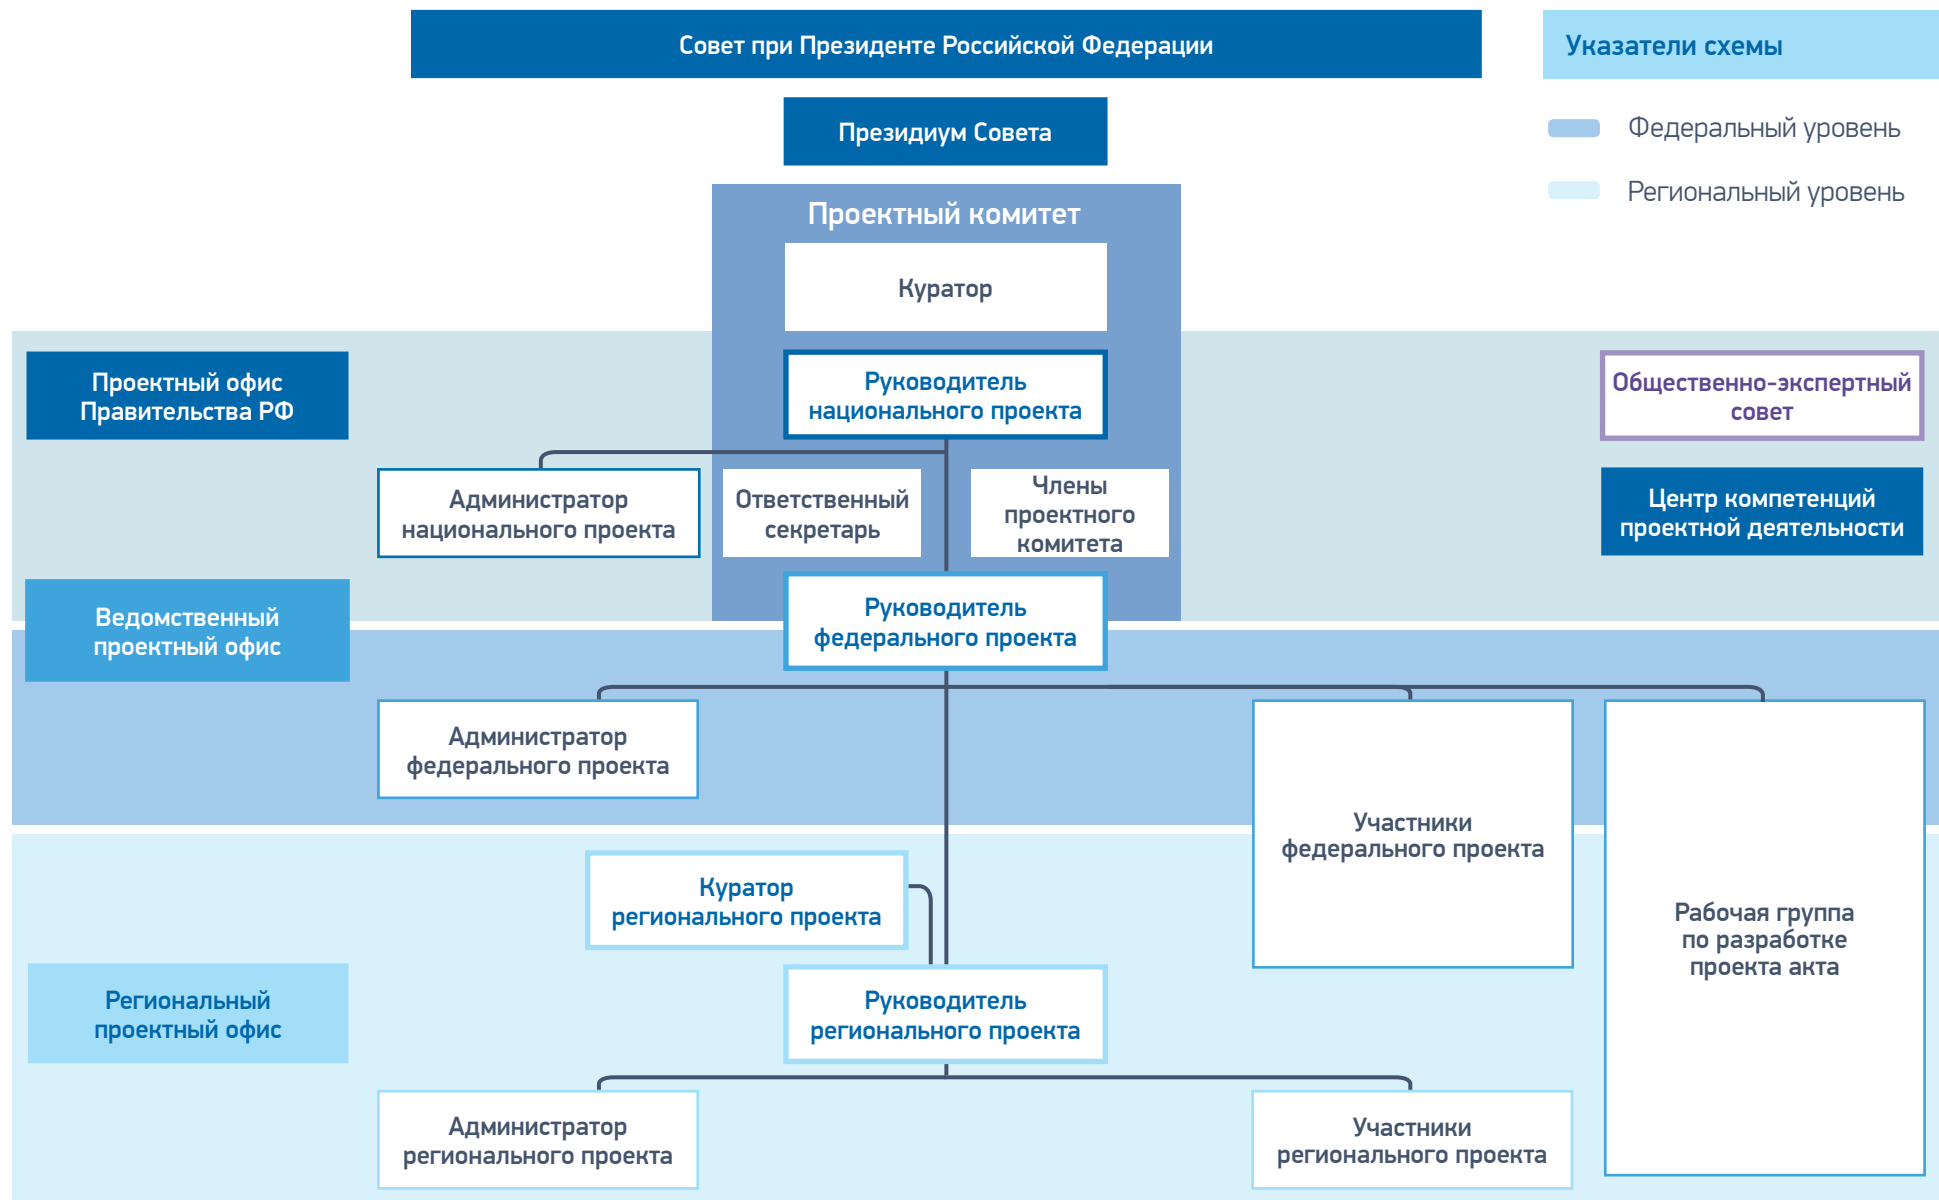 Совет при Президенте Российской Федерации
Указатели схемы
Президиум Совета
Федеральный уровень
Региональный уровень
Проектный комитет
Куратор
Проектный офис
Правительства РФ
Руководитель
национального проекта
Общественно-экспертный
совет
Администратор
национального проекта
Ответственный
секретарь
Члены
проектного
комитета
Центр компетенций
проектной деятельности
Ведомственный
проектный офис
Руководитель
федерального проекта
Администратор
федерального проекта
Участники
федерального проекта
Рабочая группа
по разработке
проекта акта
Куратор
регионального проекта
Региональный
проектный офис
Руководитель
регионального проекта
Администратор
регионального проекта
Участники
регионального проекта